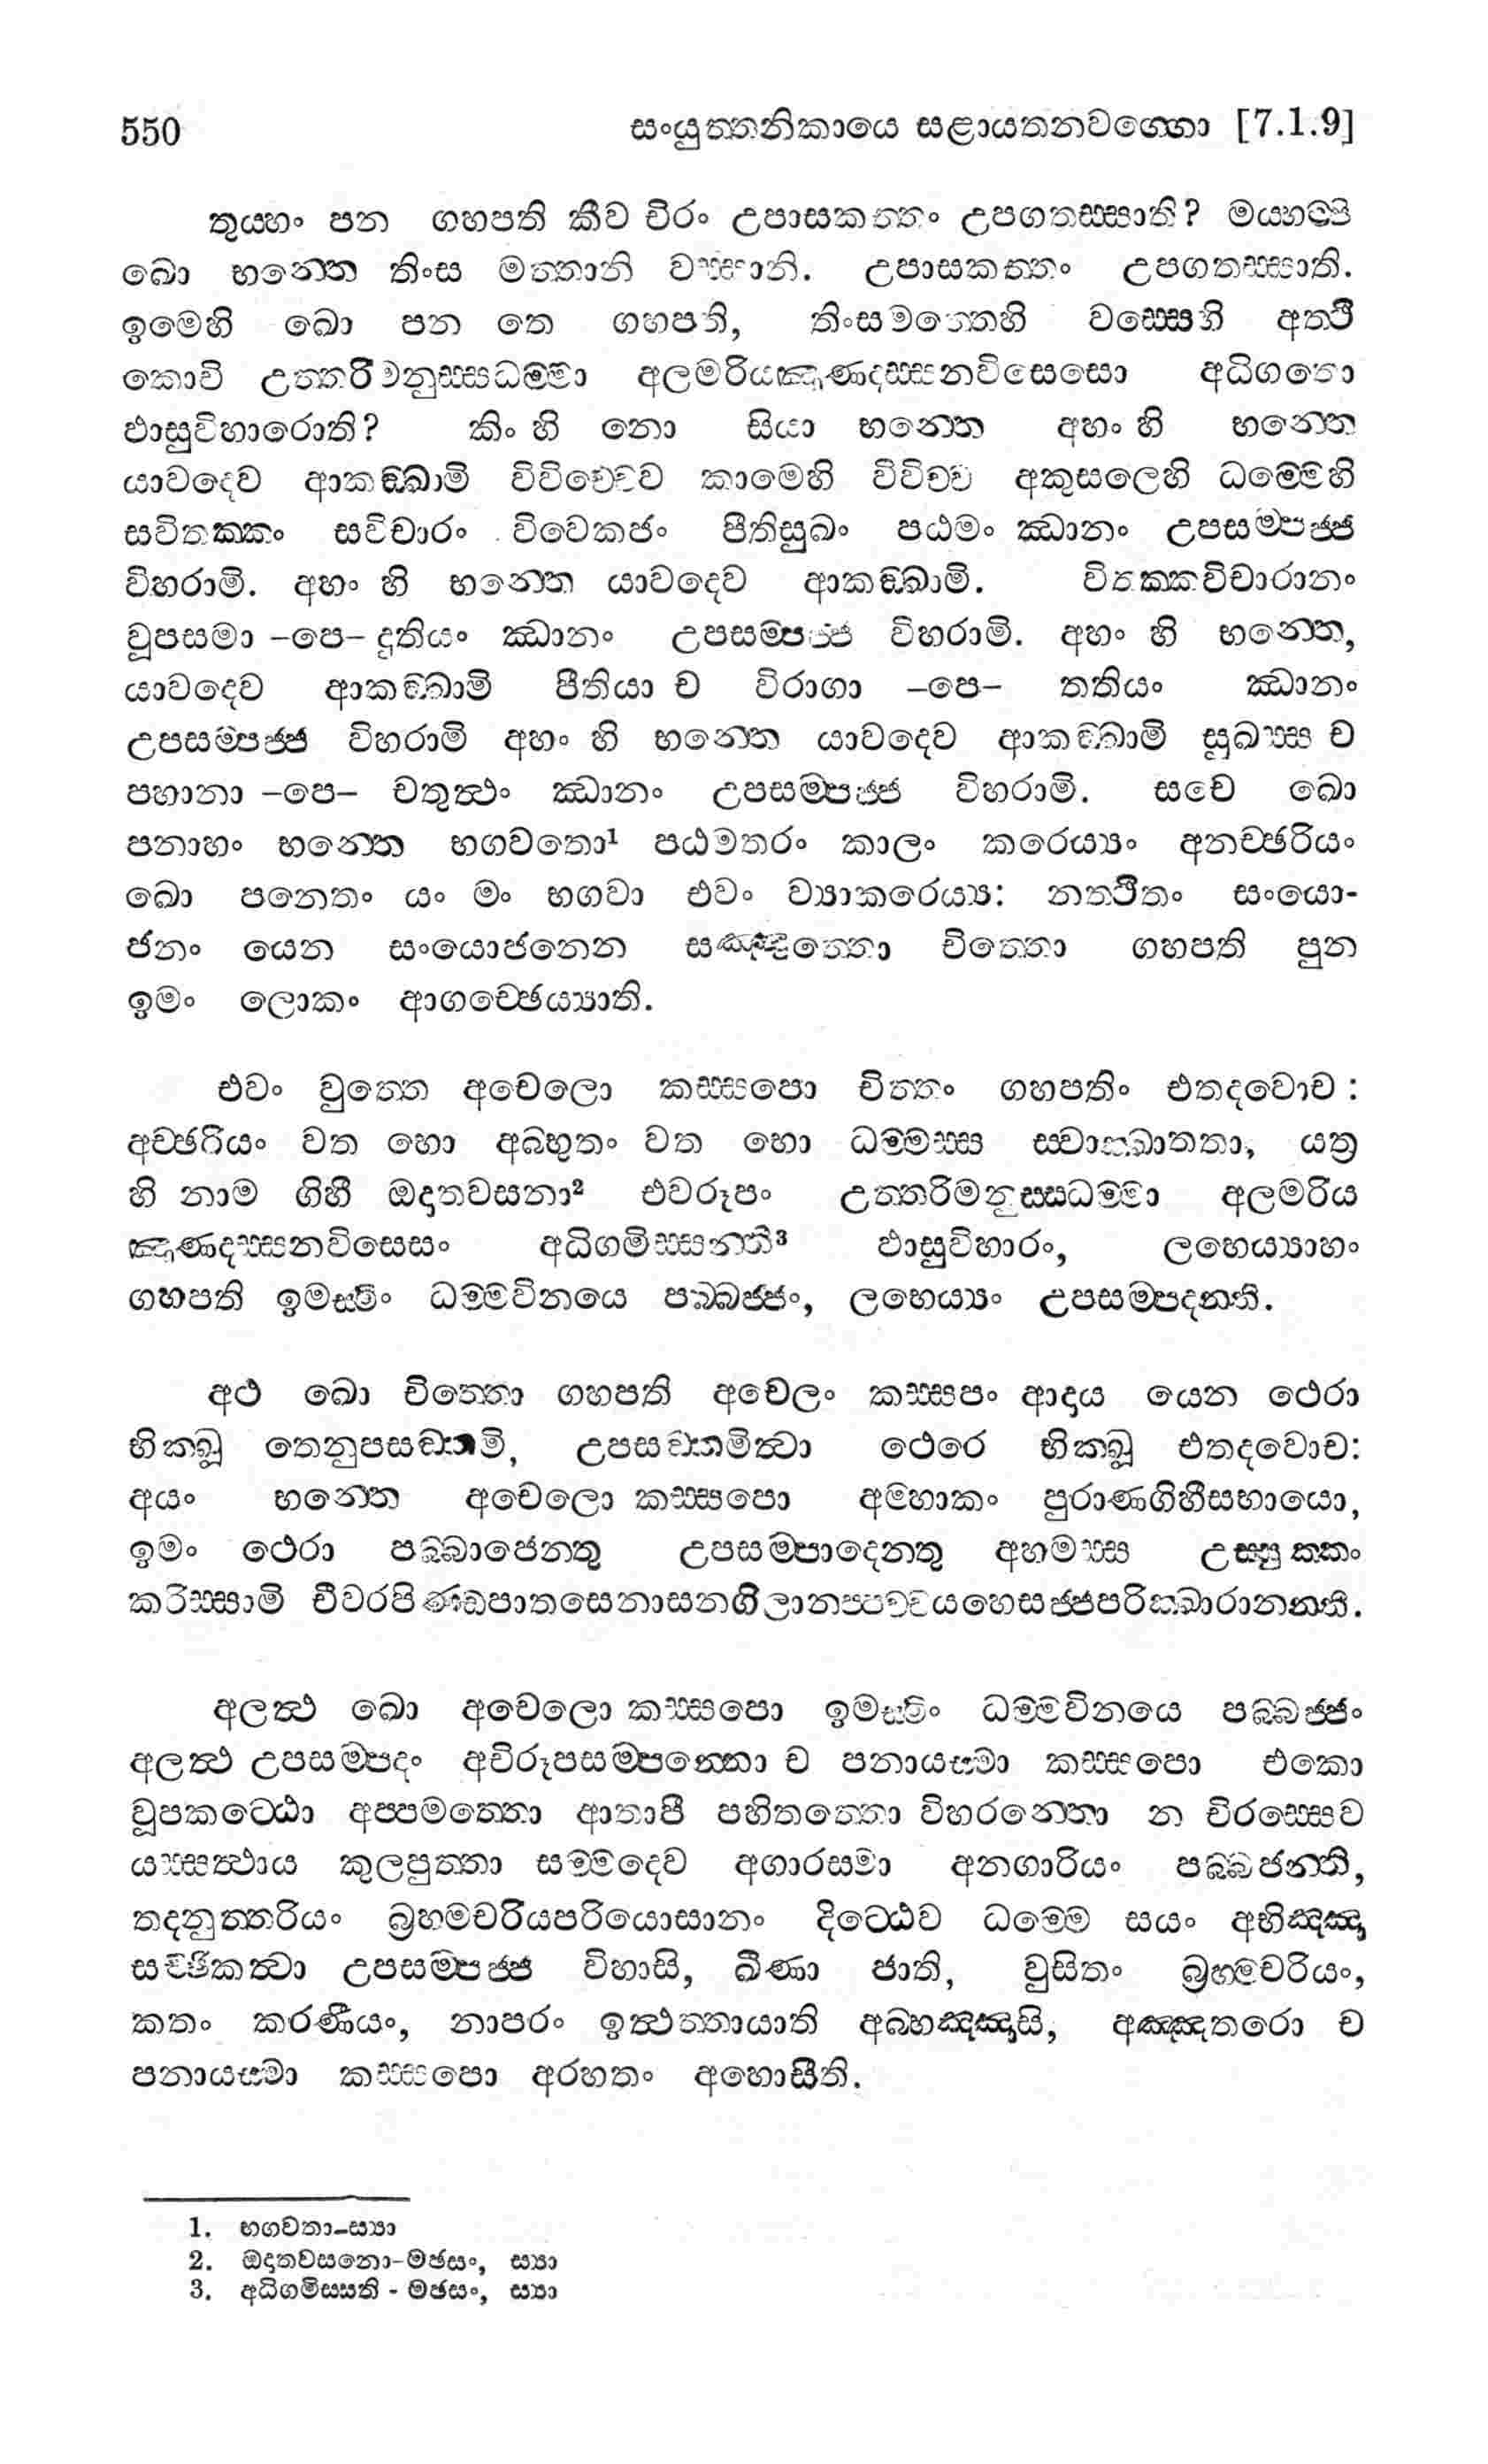 550 සංයුත්තනිකායෙ සළායතනවග්ගො [7.1.9]
තුය්හං පන ගහපති කීව චිරං උපාසකත්තං උපගතස්සාති? මය්හම්පි
ඛො භන්තෙ තිංස මත්තානි වස්සානි. උපාසකත්තං උපගතස්සාති.
ඉමෙහි ඛො පන තෙ ගහපති, තිංසමත්තෙහි වස්සෙහි අත්ථි
කොචි උත්තරිමනුස්සධම්මා අලමරියඤාණදස්සනවිසෙසො අධිගතො
ඵාසුවිහාරොති? කිං හි නො සියා භන්තෙ අහං හි භන්තෙ
යාවදෙව ආකඞ්ඛාමි විවිච්චෙව කාමෙහි විවිච්ච අකුසලෙහි ධම්මෙහි
සවිතක්කං සවිචාරං විවෙකජං පීතිසුඛං පඨමං ඣානං උපසම්පජ්ජ
විහරාමි. අහං හි භන්තෙ යාවදෙව ආකඞ්ඛාමි. විතක්කවිචාරානං
වූපසමා –පෙ– දුතියං ඣානං උපසම්පජ්ජ විහරාමි. අහං හි භන්තෙ,
යාවදෙව ආකඞ්ඛාමි පීතියා ච විරාගා –පෙ– තතියං ඣානං
උපසම්පජ්ජ විහරාමි අහං හි භන්තෙ යාවදෙව ආකඞ්ඛාමි සුඛස්ස ච
පහානා –පෙ– චතුත්ථං ඣානං උපසම්පජ්ජ විහරාමි. සචෙ ඛො
පනාහං භන්තෙ භගවතො¹ පඨමතරං කාලං කරෙය්‍යං අනච්ඡරියං
ඛො පනෙතං යං මං භගවා එවං ව්‍යාකරෙය්‍ය: නත්ථිතං සංයො-
ජනං යෙන සංයොජනෙන සඤ්ඤුත්තො චිත්තො ගහපති පුන
ඉමං ලොකං ආගච්ඡෙය්‍යාති.
එවං වුත්තෙ අචෙලො කස්සපො චිත්තං ගහපතිං එතදවොච:
අච්ඡරියං වත භො අබ්භුතං වත භො ධම්මස්ස ස්වාක්ඛාතතා, යත්‍ර
හි නාම ගිහී ඔදාතවසනා² එවරූපං උත්තරිමනුස්සධම්මා අලමරිය
ඤාණදස්සනවිසෙසං අධිගමිස්සන්ති³ ඵාසුවිහාරං, ලභෙය්‍යාහං
ගහපති ඉමස්මිං ධම්මවිනයෙ පබ්බජ්ජං, ලභෙය්‍යං උපසම්පදන්ති.
අථ ඛො චිත්තො ගහපති අචෙලං කස්සපං ආදාය යෙන ථෙරා
භික්ඛූ තෙනුපසඞ්කමි, උපසඞ්කමිත්වා ථෙරෙ භික්ඛූ එතදවොච:
අයං භන්තෙ අචෙලො කස්සපො අම්හාකං පුරාණගිහීසහායො,
ඉමං ථෙරා පබ්බාජෙන්තු උපසම්පාදෙන්තු අහමස්ස උස්සුක්කං
කරිස්සාමි චීවරපිණ්ඩපාතසෙනාසනගිලානප්පච්චයභෙසජ්ජපරික්ඛාරානන්ති.
අලත්ථ ඛො අචෙලො කස්සපො ඉමස්මිං ධම්මවිනයෙ පබ්බජ්ජං
අලත්ථ උපසම්පදං අචිරූපසම්පන්නො ච පනායස්මා කස්සපො එකො
වූපකට්ඨො අප්පමත්තො ආතාපී පහිතත්තො විහරන්තො න චිරස්සෙව
යස්සත්ථාය කුලපුත්තා සම්මදෙව අගාරස්මා අනගාරියං පබ්බජන්ති,
තදනුත්තරියං බ්‍රහ්මචරියපරියොසානං දිට්ඨෙව ධම්මෙ සයං අභිඤ්ඤා
සච්ඡිකත්වා උපසම්පජ්ජ විහාසි, ඛීණා ජාති, වුසිතං බ්‍රහ්මචරියං,
කතං කරණීයං, නාපරං ඉත්ථත්තායාති අබ්භඤ්ඤාසි, අඤ්ඤතරො ච
පනායස්මා කස්සපො අරහතං අහොසීති.
1. භගවතා–ස්‍යා
2. ඔදාතවසනො–මඡසං, ස්‍යා
3. අධිගමිස්සති - මඡසං, ස්‍යා